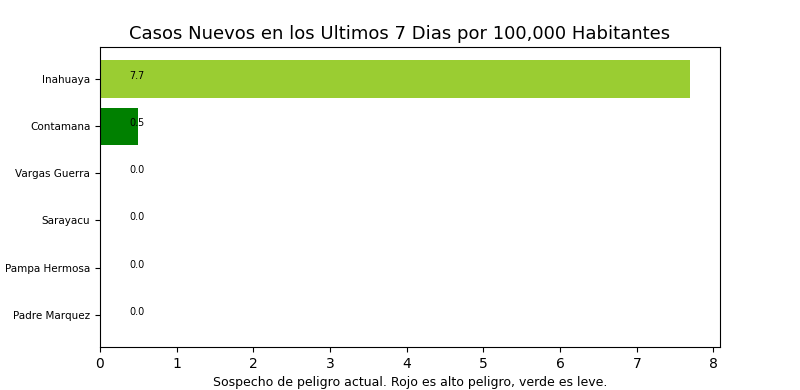 Casos Nuevos en los Ultimos 7 Dias por 100,000 Habitantes
Inahuaya 7.7
Contamana 0.5
Vargas Guerra 0.0
Sarayacu 0.0
Pampa Hermosa 0.0
Padre Marquez 0.0
0 1 2 3 4 5 6 7 8
Sospecho de peligro actual. Rojo es alto peligro, verde es leve.